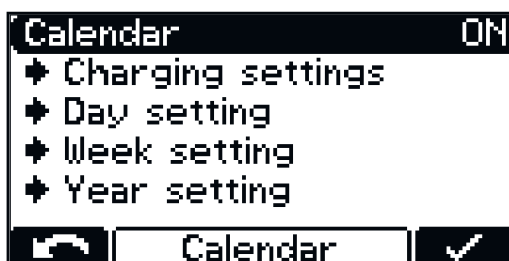 Calendar ON
Charging settings
Day setting
Week setting
Year setting
Calendar